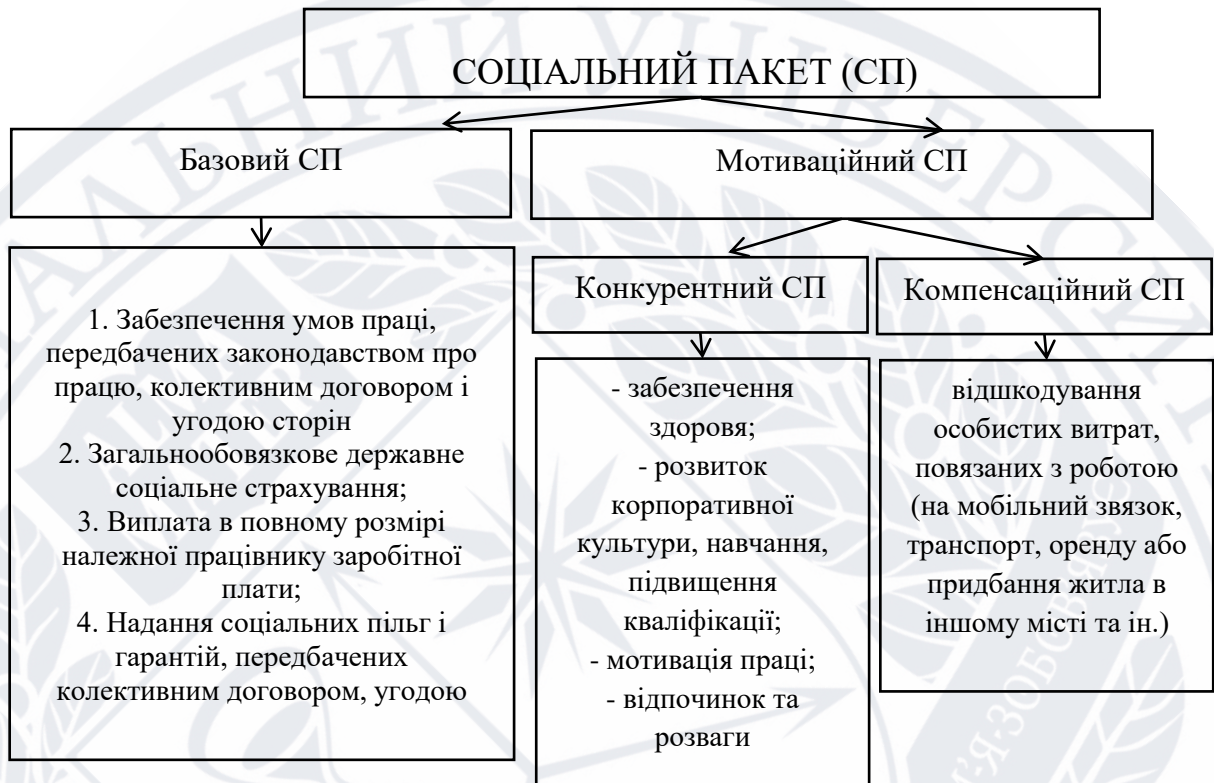 СОЦІАЛЬНИЙ ПАКЕТ (СП)
Базовий СП
Мотиваційний СП
1. Забезпечення умов праці,
передбачених законодавством про
працю, колективним договором і
угодою сторін
2. Загальнообовязкове державне
соціальне страхування;
3. Виплата в повному розмірі
належної працівнику заробітної
плати;
4. Надання соціальних пільг і
гарантій, передбачених
колективним договором, угодою
Конкурентний СП
- забезпечення
здоровя;
- розвиток
корпоративної
культури, навчання,
підвищення
кваліфікації;
- мотивація праці;
- відпочинок та
розваги
Компенсаційний СП
відшкодування
особистих витрат,
повязаних з роботою
(на мобільний звязок,
транспорт, оренду або
придбання житла в
іншому місті та ін.)